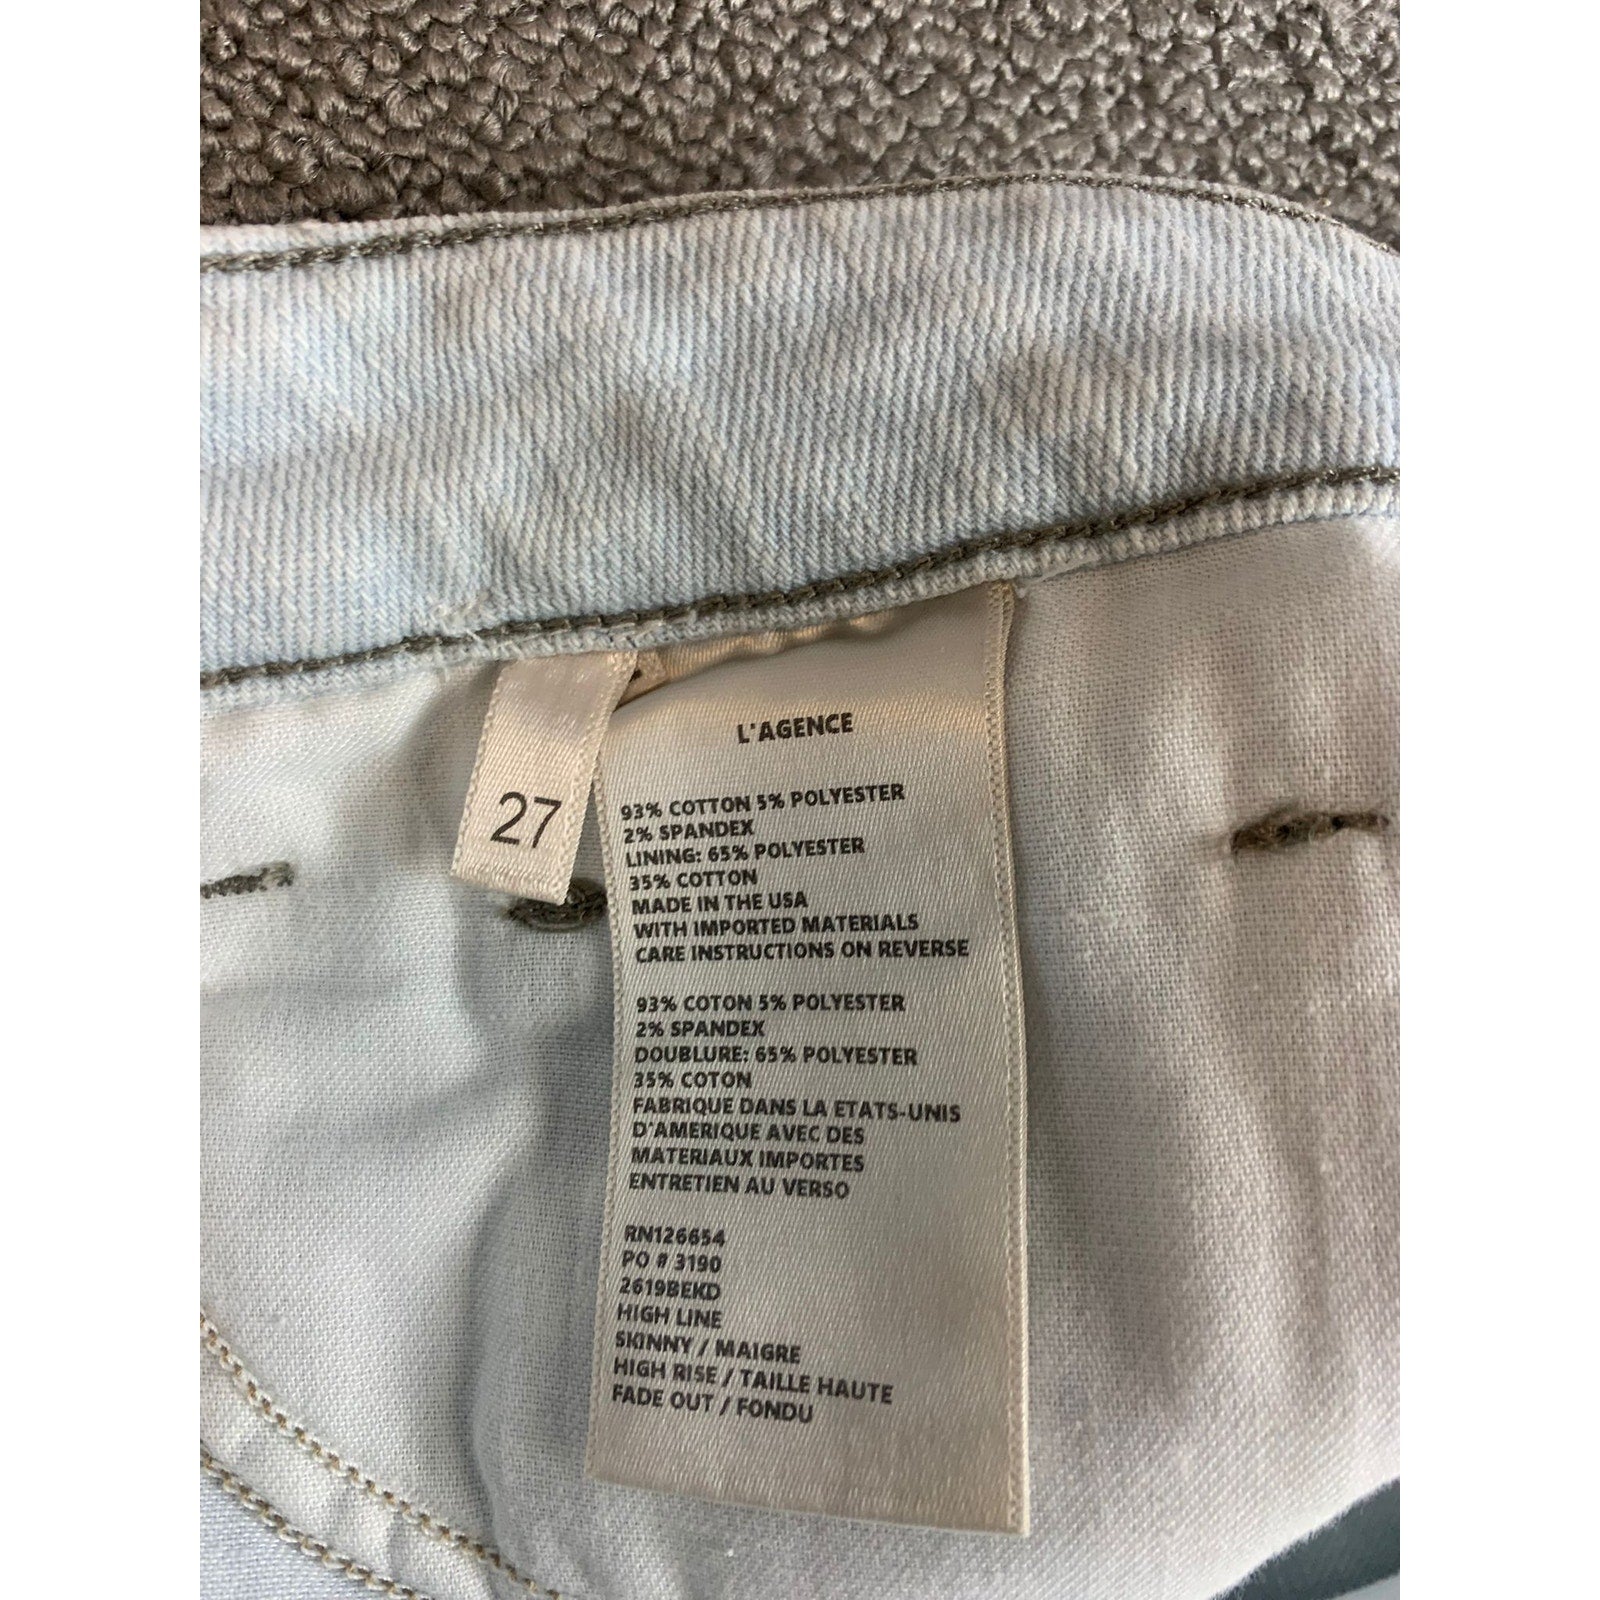 L'AGENCE
27
93% COTTON 5% POLYESTER
2% SPANDEX
LINING: 65% POLYESTER
35% COTTON
MADE IN THE USA
WITH IMPORTED MATERIALS
CARE INSTRUCTIONS ON REVERSE
93% COTON 5% POLYESTER
2% SPANDEX
DOUBLURE: 65% POLYESTER
35% COTON
FABRIQUE DANS LA ETATS-UNIS
D'AMERIQUE AVEC DES
MATERIAUX IMPORTES
ENTRETIEN AU VERSO
RN126654
PO # 3190
2619BEKD
HIGH LINE
SKINNY / MAIGRE
HIGH RISE / TAILLE HAUTE
FADE OUT / FONDU